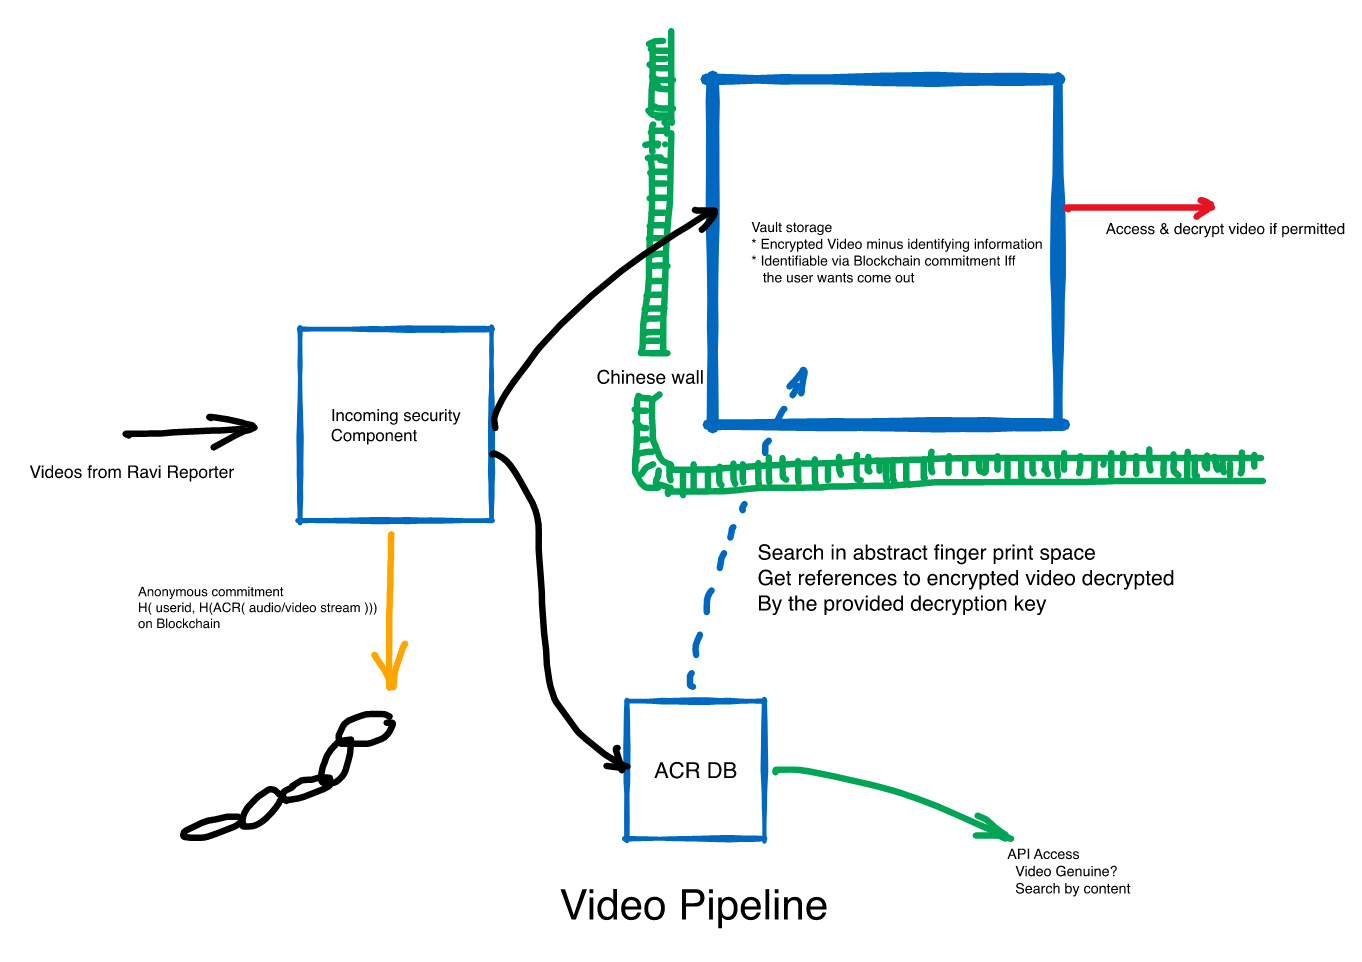 Vault storage
* Encrypted Video minus identifying information
* Identifiable via Blockchain commitment Iff
the user wants come out
Access & decrypt video if permitted
Chinese wall
Incoming security
Component
Videos from Ravi Reporter
Anonymous commitment
H( userid, H(ACR( audio/video stream )))
on Blockchain
Search in abstract finger print space
Get references to encrypted video decrypted
By the provided decryption key
ACR DB
API Access
Video Genuine?
Search by content
Video Pipeline